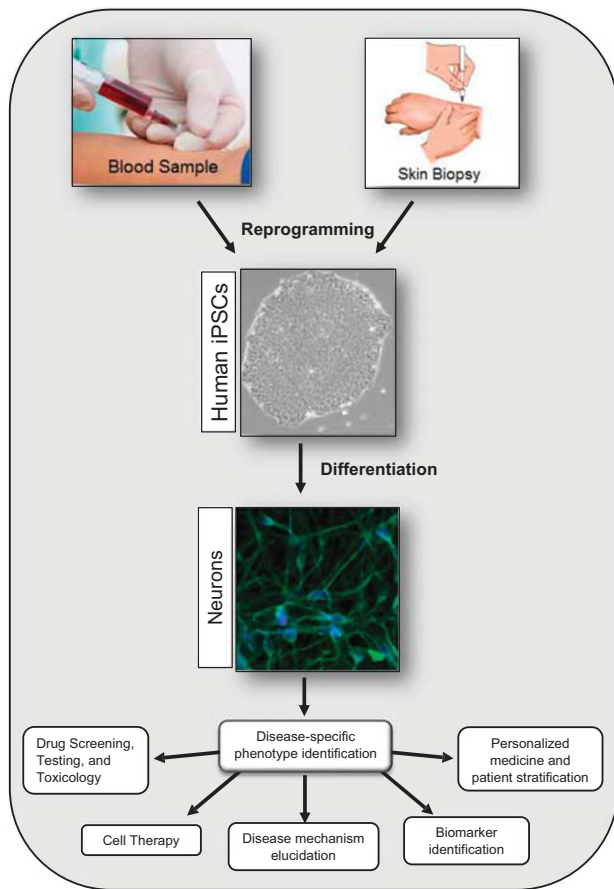 Blood Sample
Skin Biopsy
Reprogramming
Human iPSCs
Differentiation
Neurons
Disease-specific
phenotype identification
Drug Screening,
Testing, and
Toxicology
Personalized
medicine and
patient stratification
Cell Therapy
Disease mechanism
elucidation
Biomarker
identification